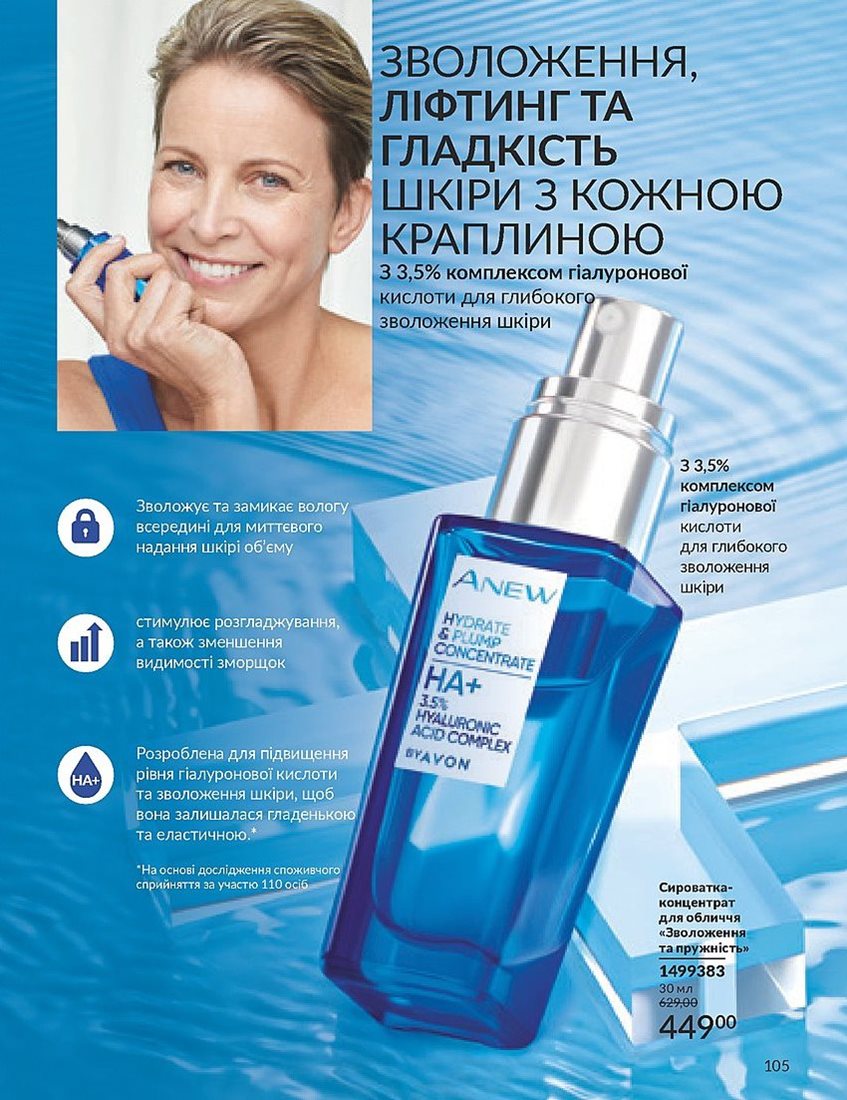 ЗВОЛОЖЕННЯ,
ЛІФТИНГ ТА
ГЛАДКІСТЬ
ШКІРИ З КОЖНОЮ
КРАПЛИНОЮ
З 3,5% комплексом гіалуронової
кислоти для глибокого
зволоження шкіри
З 3,5%
комплексом
гіалуронової
кислоти
для глибокого
зволоження
шкіри
Зволожує та замикає вологу
всередині для миттєвого
надання шкірі об’єму
стимулює розгладжування,
а також зменшення
видимості зморщок
HA+
Розроблена для підвищення
рівня гіалуронової кислоти
та зволоження шкіри, щоб
вона залишалася гладенькою
та еластичною.*
*На основі дослідження споживчого
сприйняття за участю 110 осіб
ANEW
HYDRATE
& PLUMP
CONCENTRATE
HA+
3.5%
HYALURONIC
ACID COMPLEX
BY AVON
Сироватка-
концентрат
для обличчя
«Зволоження
та пружність»
1499383
30 мл
629,00
44900
105